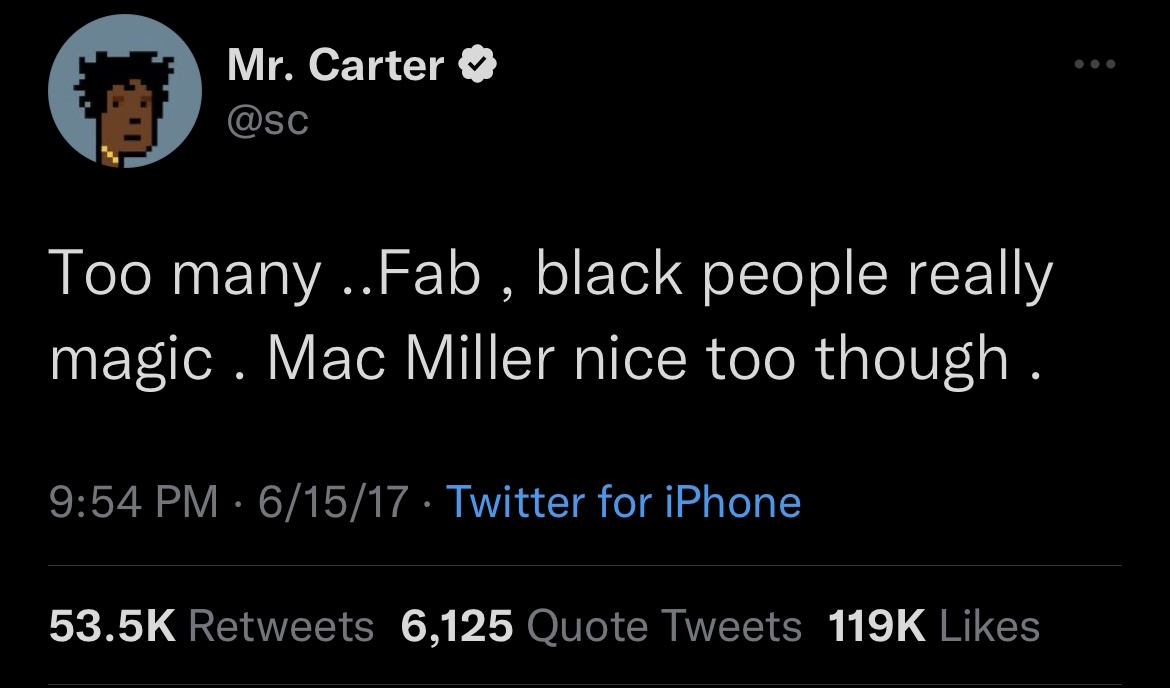 Mr. Carter
@sc
Too many ..Fab , black people really
magic . Mac Miller nice too though .
9:54 PM · 6/15/17 · Twitter for iPhone
53.5K Retweets 6,125 Quote Tweets 119K Likes